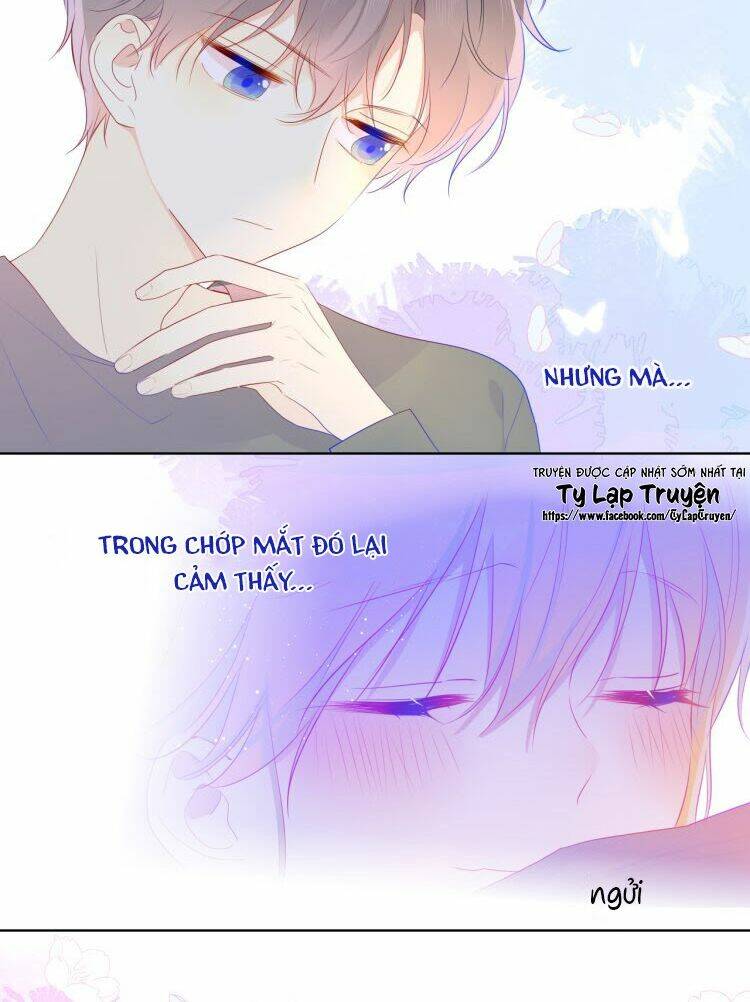 NHƯNG MÀ...
TRUYỆN ĐƯỢC CẬP NHẬT SỚM NHẤT TẠI
Ty Lạp Truyện
https://www.facebook.com/TyLapTruyen/
TRONG CHỚP MẮT ĐÓ LẠI
CẢM THẤY...
ngửi